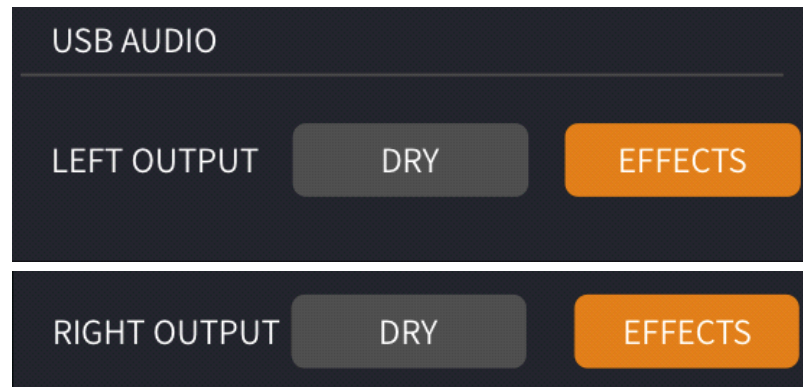 USB AUDIO
LEFT OUTPUT DRY EFFECTS
RIGHT OUTPUT DRY EFFECTS